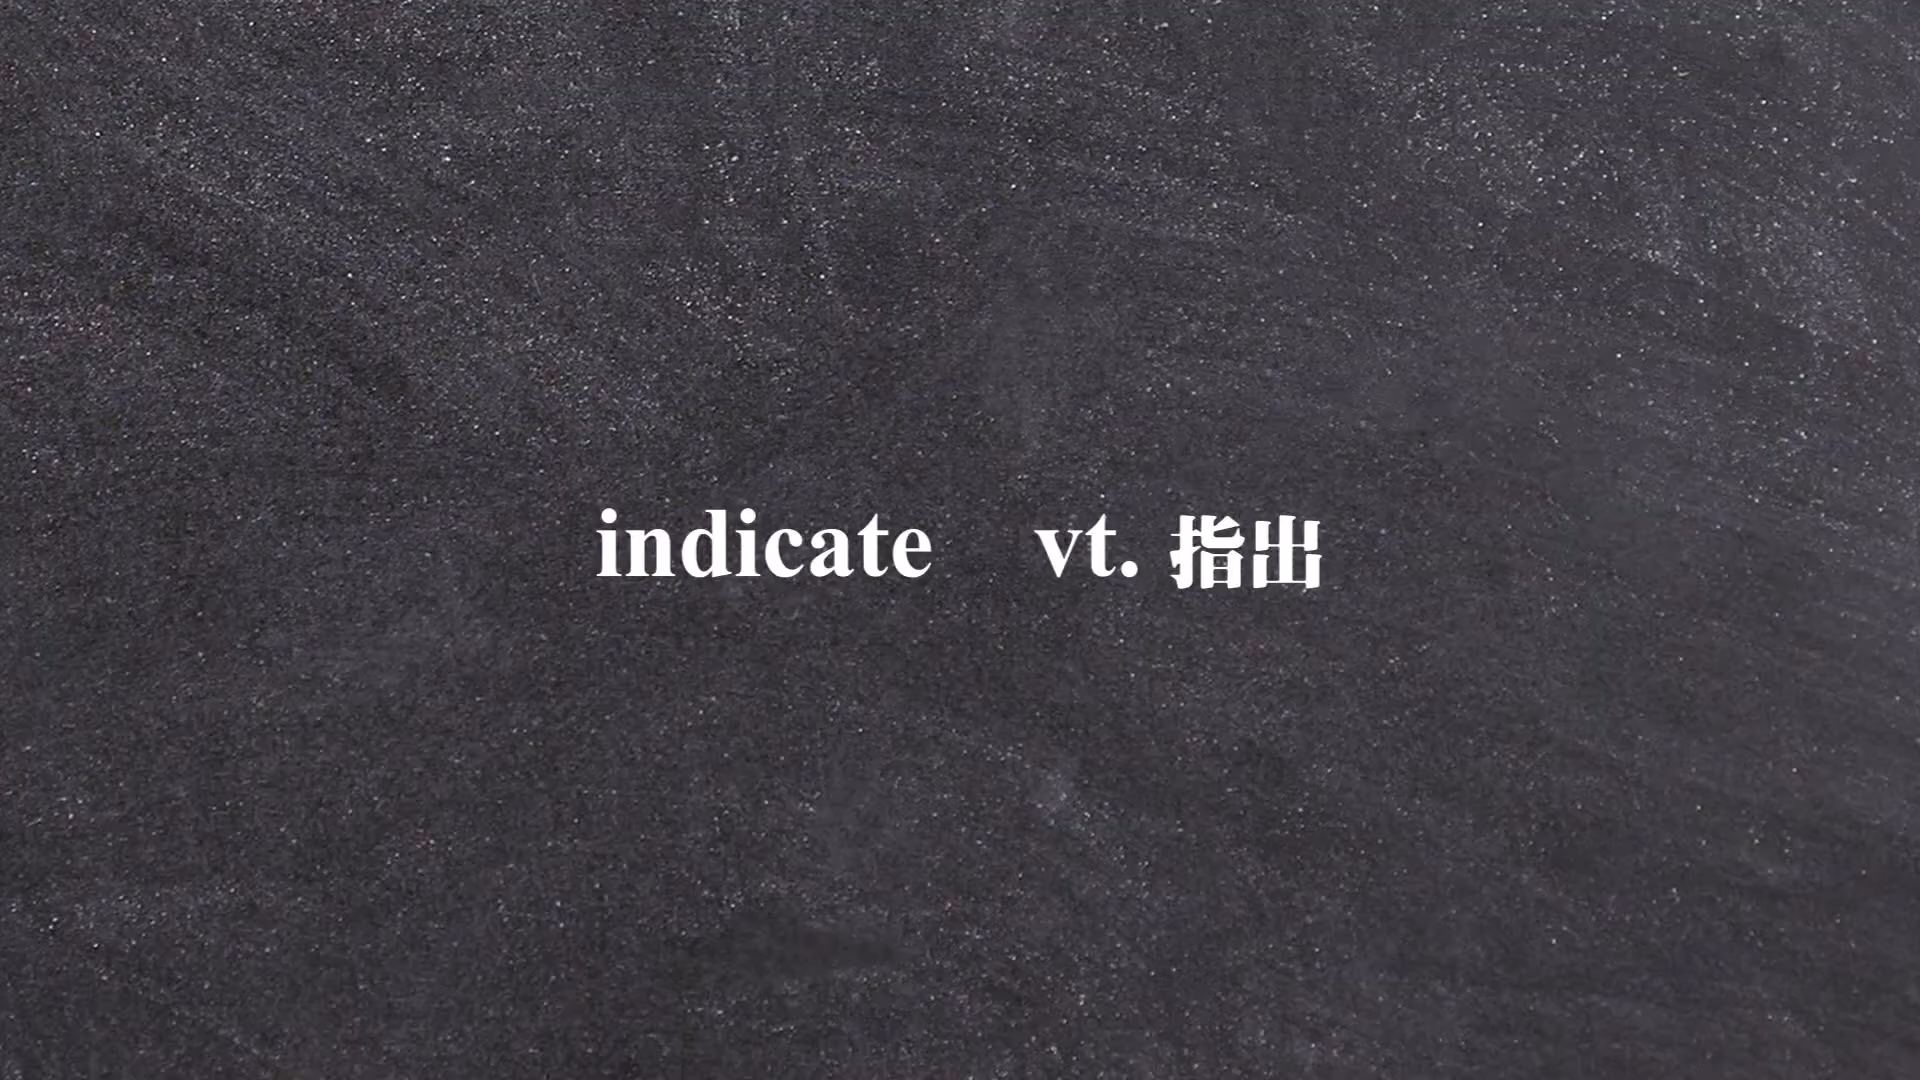 indicate vt. 指出